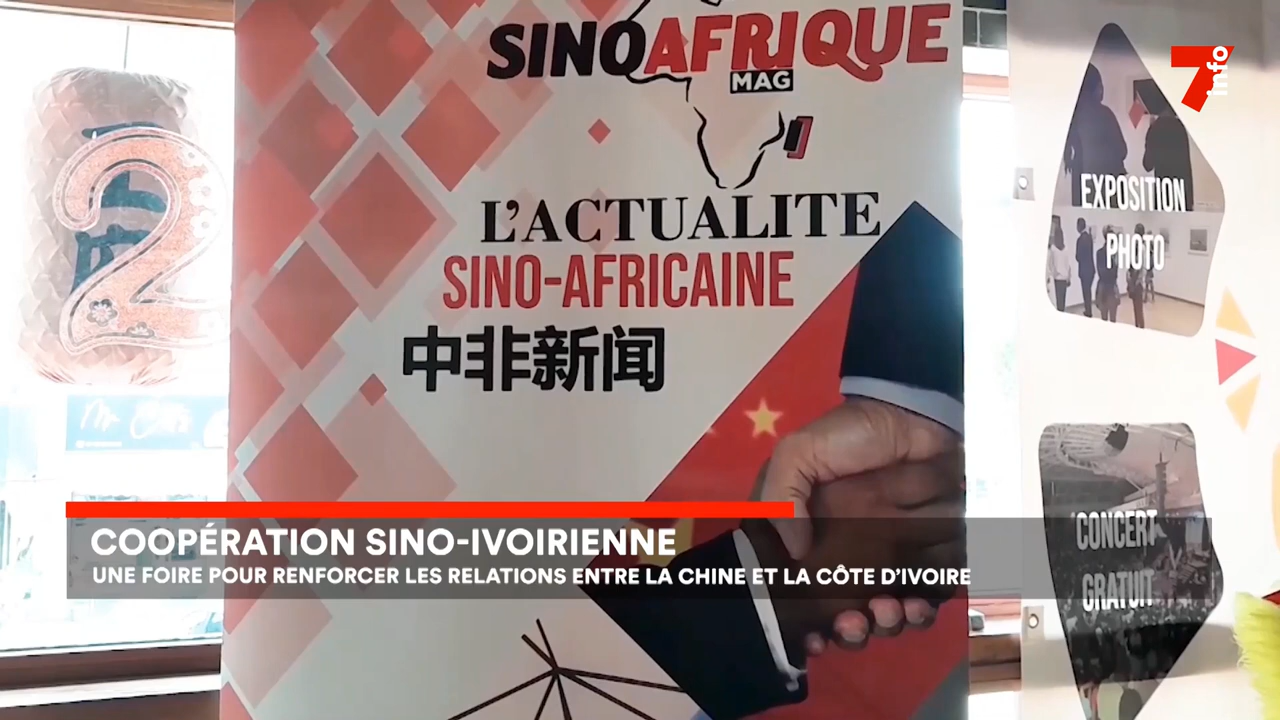 SINOAFRIQUE
MAG
7info
L'ACTUALITE
SINO-AFRICAINE
中非新闻
2
EXPOSITION
PHOTO
CONCERT
GRATUIT
COOPÉRATION SINO-IVOIRIENNE
UNE FOIRE POUR RENFORCER LES RELATIONS ENTRE LA CHINE ET LA CÔTE D'IVOIRE